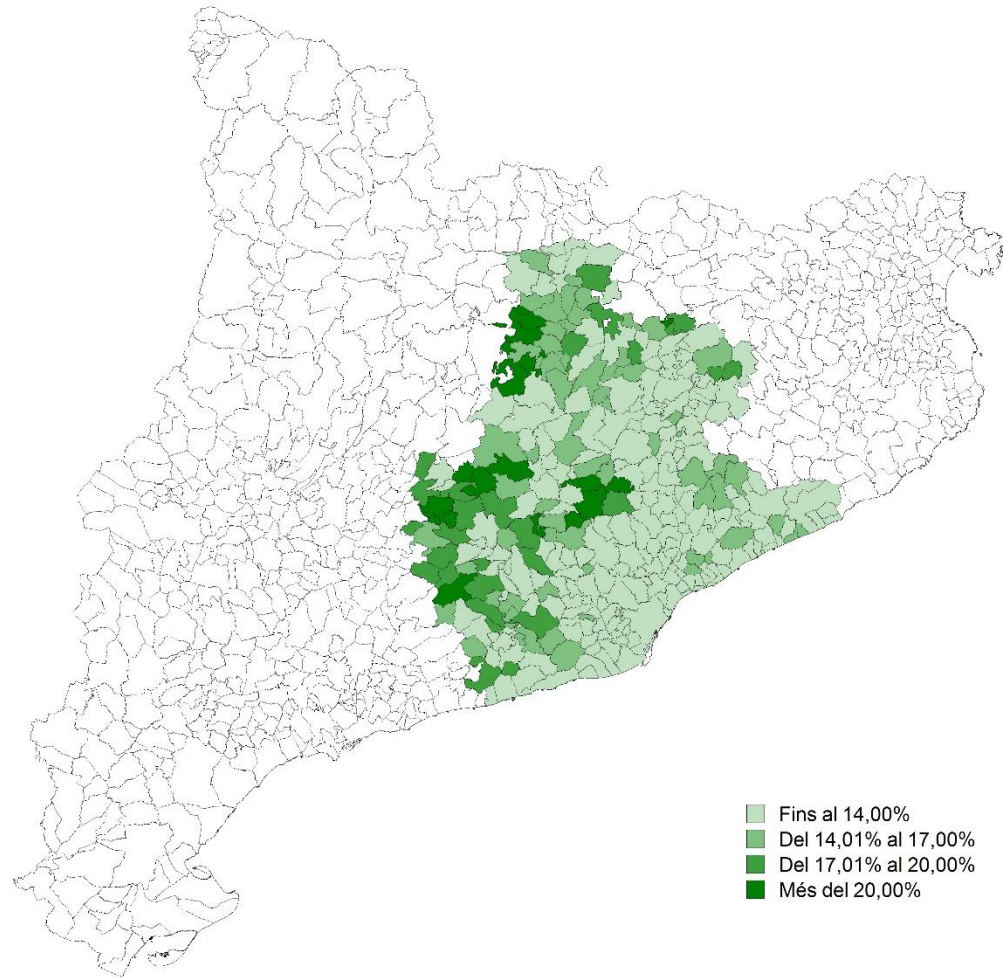 Fins al 14,00%
Del 14,01% al 17,00%
Del 17,01% al 20,00%
Més del 20,00%